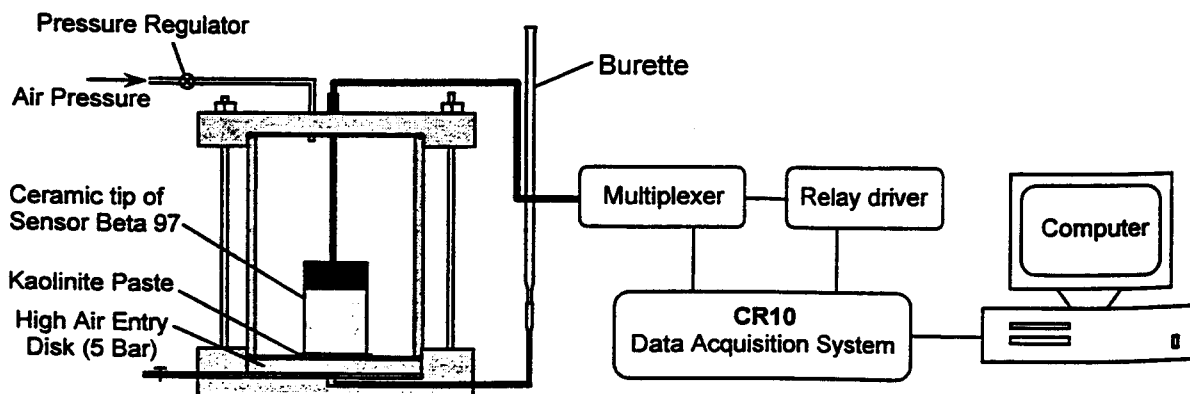 Pressure Regulator
Air Pressure
Burette
Ceramic tip of
Sensor Beta 97
Kaolinite Paste
High Air Entry
Disk (5 Bar)
Multiplexer
Relay driver
Computer
CR10
Data Acquisition System